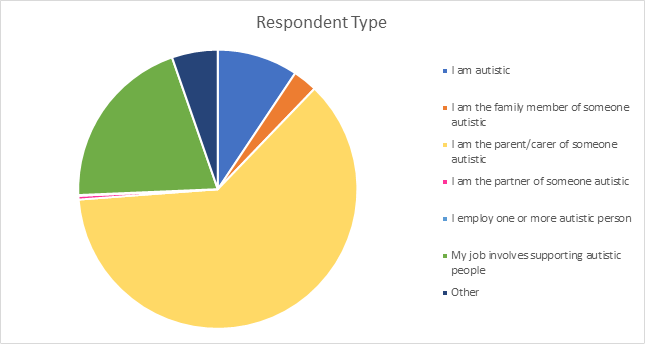 Respondent Type
I am autistic
I am the family member of someone
autistic
I am the parent/carer of someone
autistic
I am the partner of someone autistic
I employ one or more autistic person
My job involves supporting autistic
people
Other